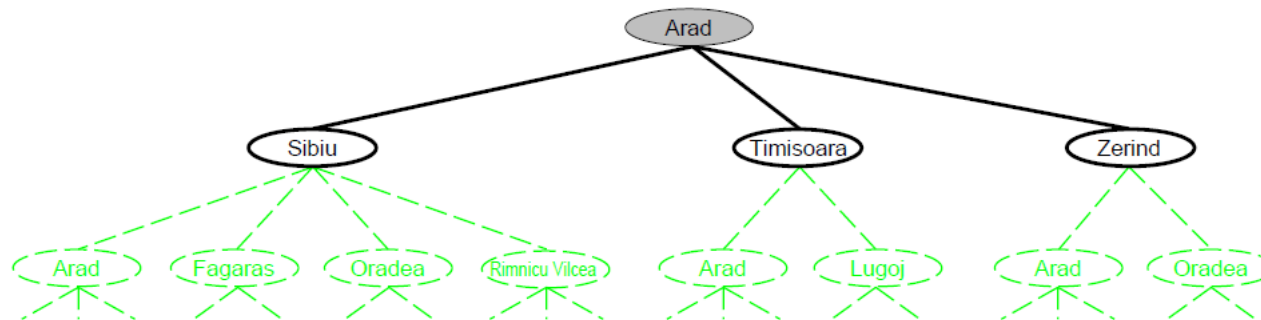 Arad
Sibiu Timisoara Zerind
Arad Fagaras Oradea Rimnicu Vilcea Arad Lugoj Arad Oradea